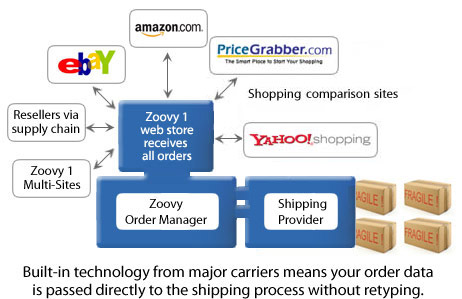 amazon.com.
ebaY
PriceGrabber.com
The Smart Place to Start Your Shopping
Shopping comparison sites
Resellers via
supply chain
Zoovy 1
web store
receives
all orders
YAHOO! shopping
Zoovy 1
Multi-Sites
Zoovy
Order Manager
Shipping
Provider
FRAGILE!
FRAGILE!
FRAGILE!
FRAGILE!
Built-in technology from major carriers means your order data
is passed directly to the shipping process without retyping.